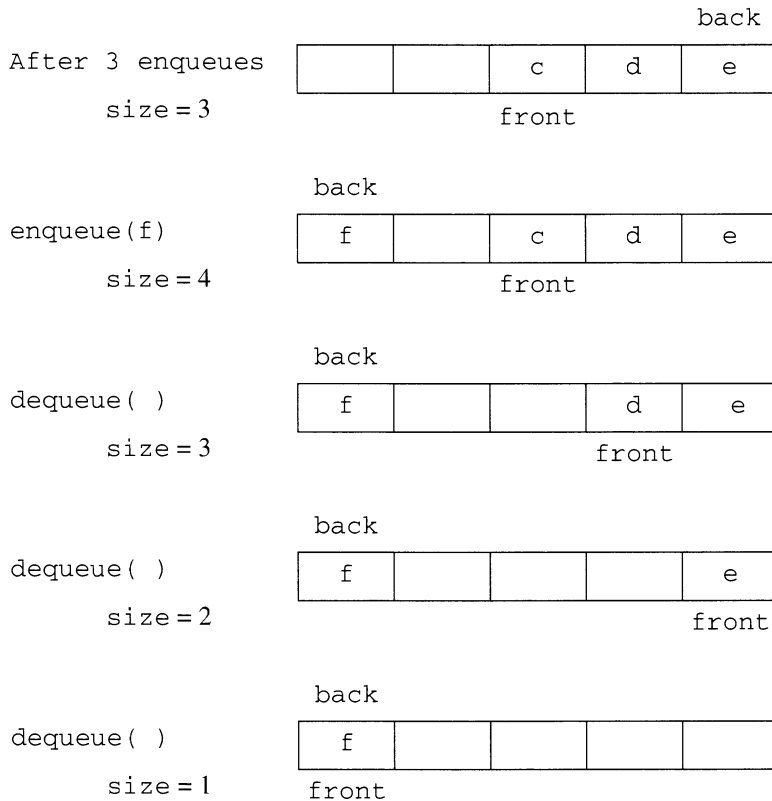 back
After 3 enqueues c d e
size = 3 front
back
enqueue(f) f c d e
size = 4 front
back
dequeue( ) f d e
size = 3 front
back
dequeue( ) f e
size = 2 front
back
dequeue( ) f
size = 1 front